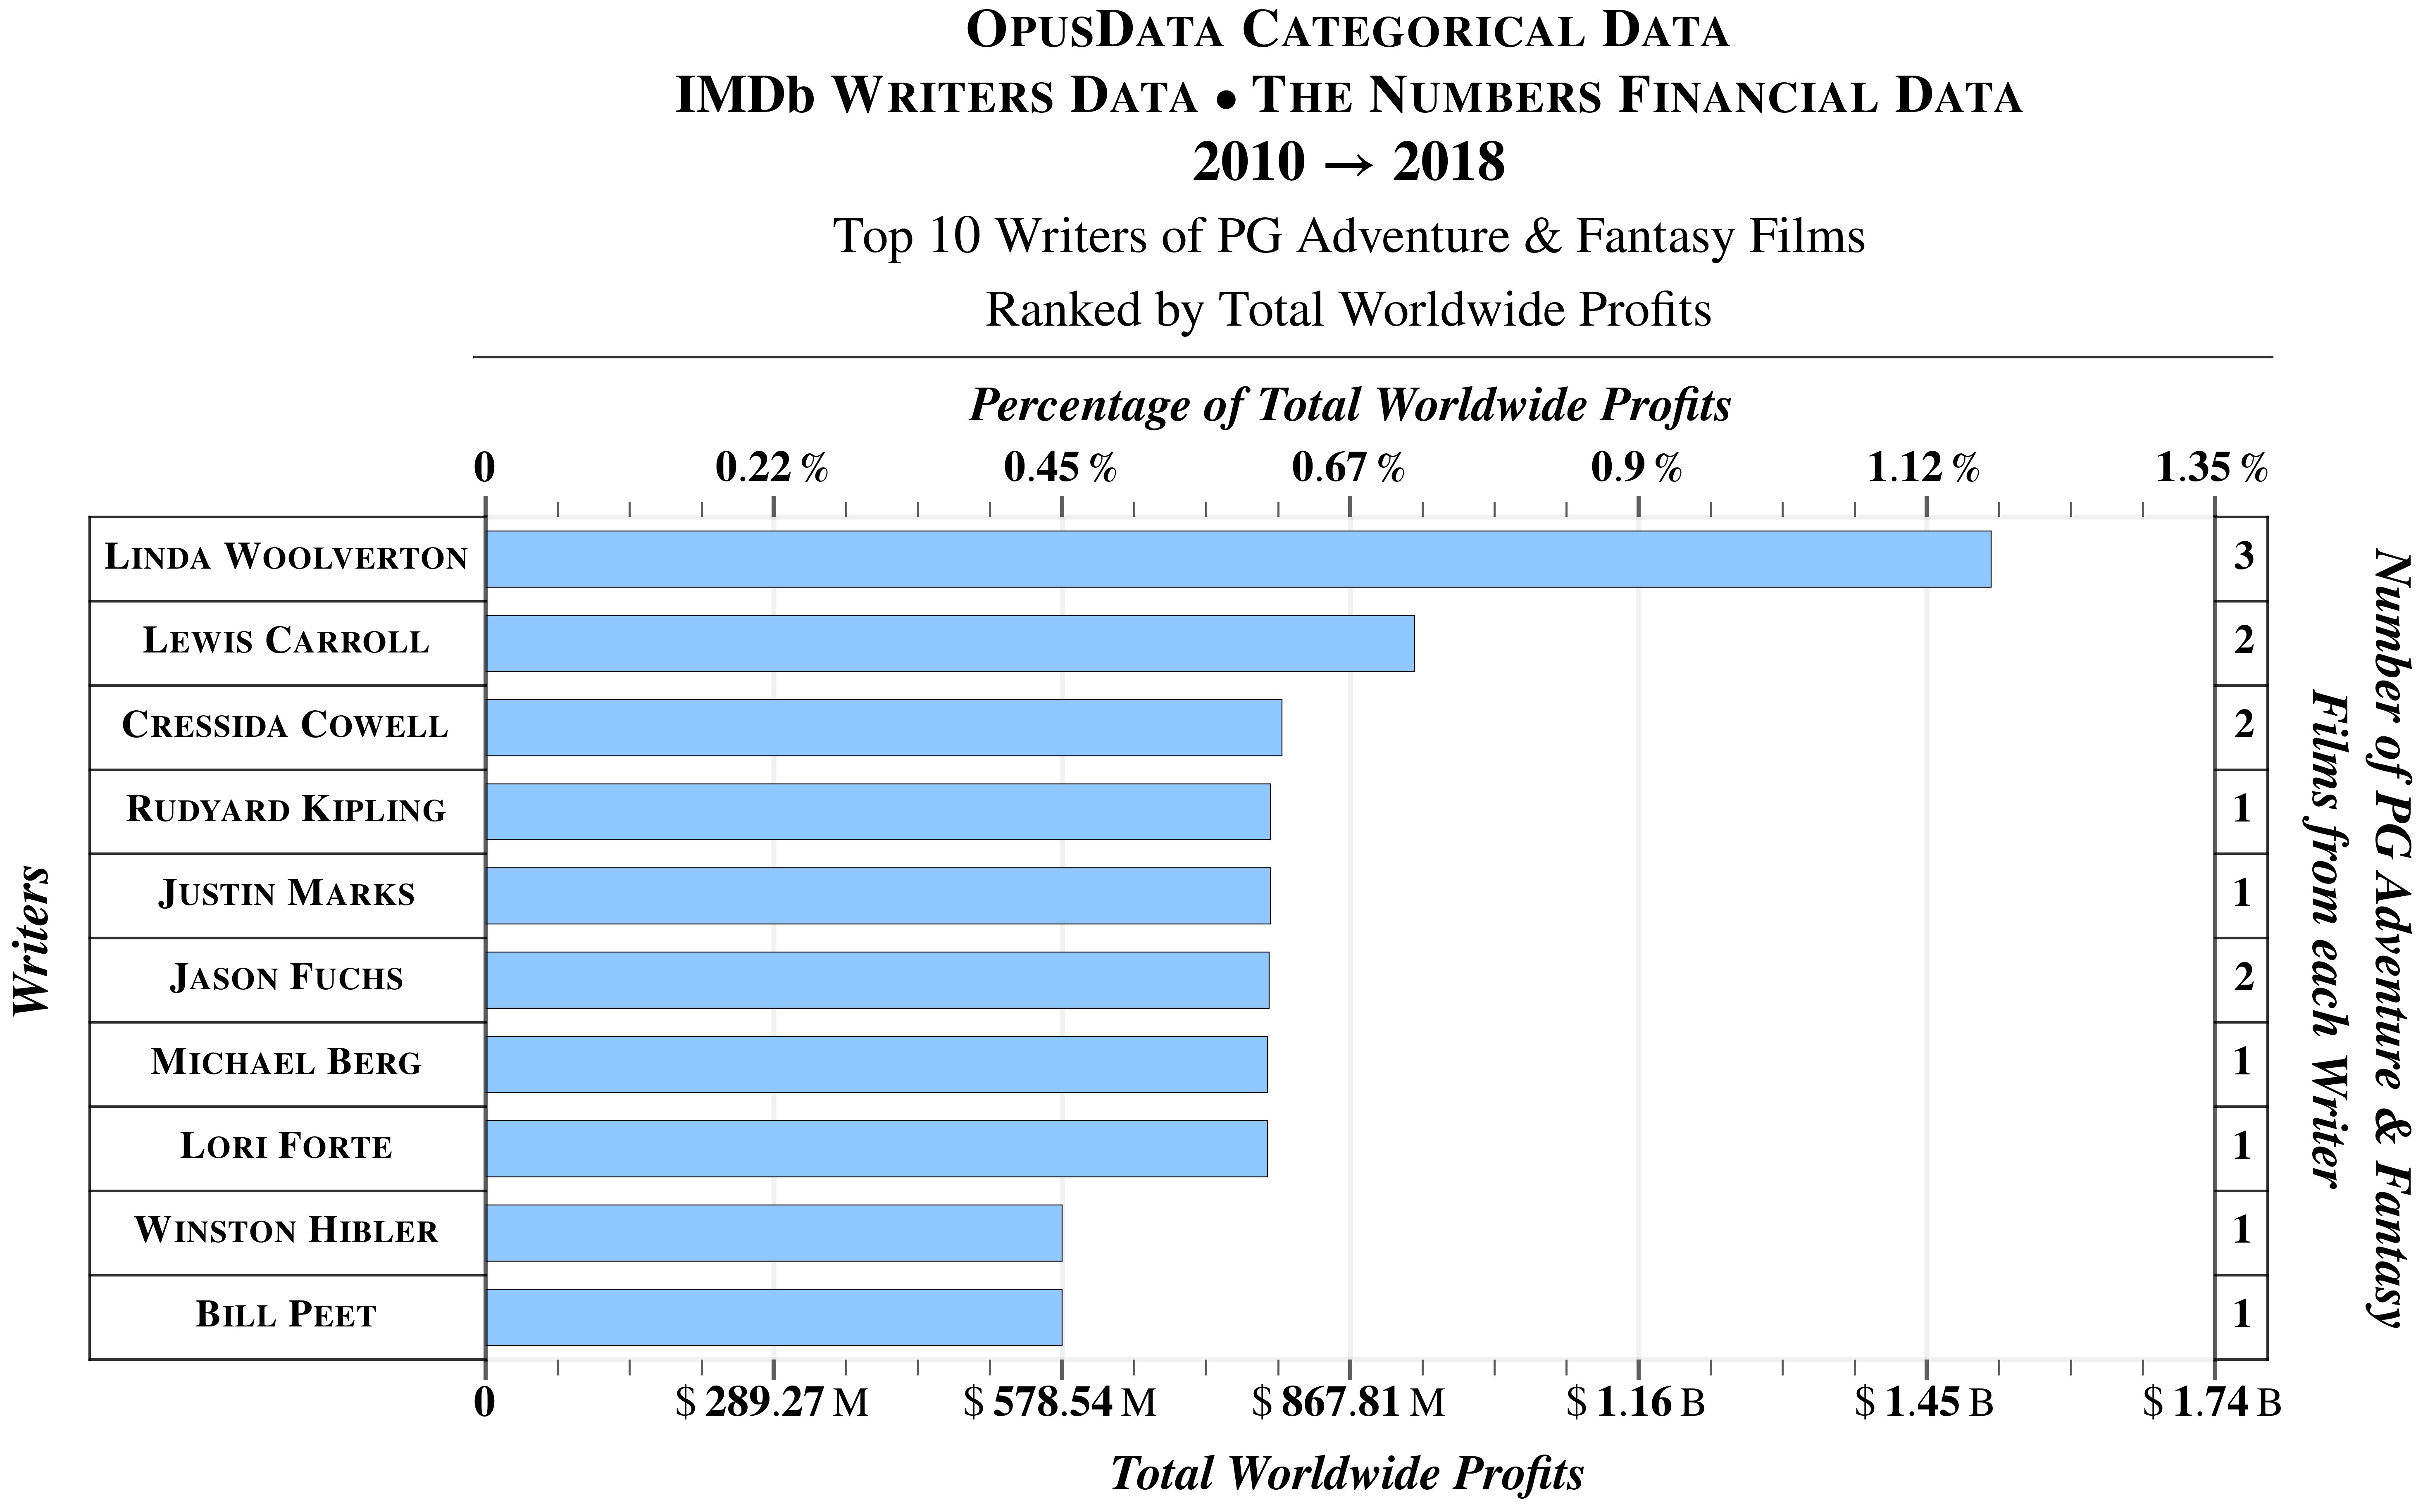 OpusData Categorical Data
IMDb Writers Data • The Numbers Financial Data
2010 → 2018
Top 10 Writers of PG Adventure & Fantasy Films
Ranked by Total Worldwide Profits
Percentage of Total Worldwide Profits
0 0.22 % 0.45 % 0.67 % 0.9 % 1.12 % 1.35 %
Writers
Linda Woolverton 3
Lewis Carroll 2
Cressida Cowell 2
Rudyard Kipling 1
Justin Marks 1
Jason Fuchs 2
Michael Berg 1
Lori Forte 1
Winston Hibler 1
Bill Peet 1
Number of PG Adventure & Fantasy
Films from each Writer
0 $ 289.27 M $ 578.54 M $ 867.81 M $ 1.16 B $ 1.45 B $ 1.74 B
Total Worldwide Profits